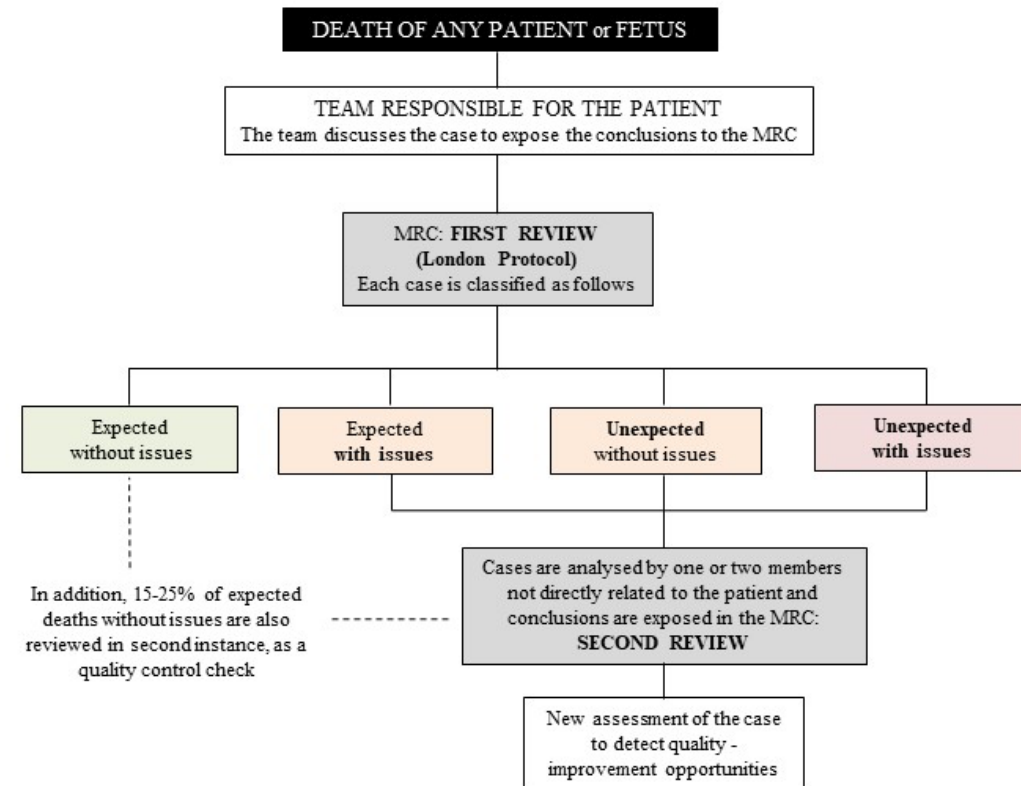 DEATH OF ANY PATIENT or FETUS
TEAM RESPONSIBLE FOR THE PATIENT
The team discusses the case to expose the conclusions to the MRC
MRC: FIRST REVIEW
(London Protocol)
Each case is classified as follows
Expected
without issues
Expected
with issues
Unexpected
without issues
Unexpected
with issues
In addition, 15-25% of expected
deaths without issues are also
reviewed in second instance, as a
quality control check
Cases are analysed by one or two members
not directly related to the patient and
conclusions are exposed in the MRC:
SECOND REVIEW
New assessment of the case
to detect quality -
improvement opportunities